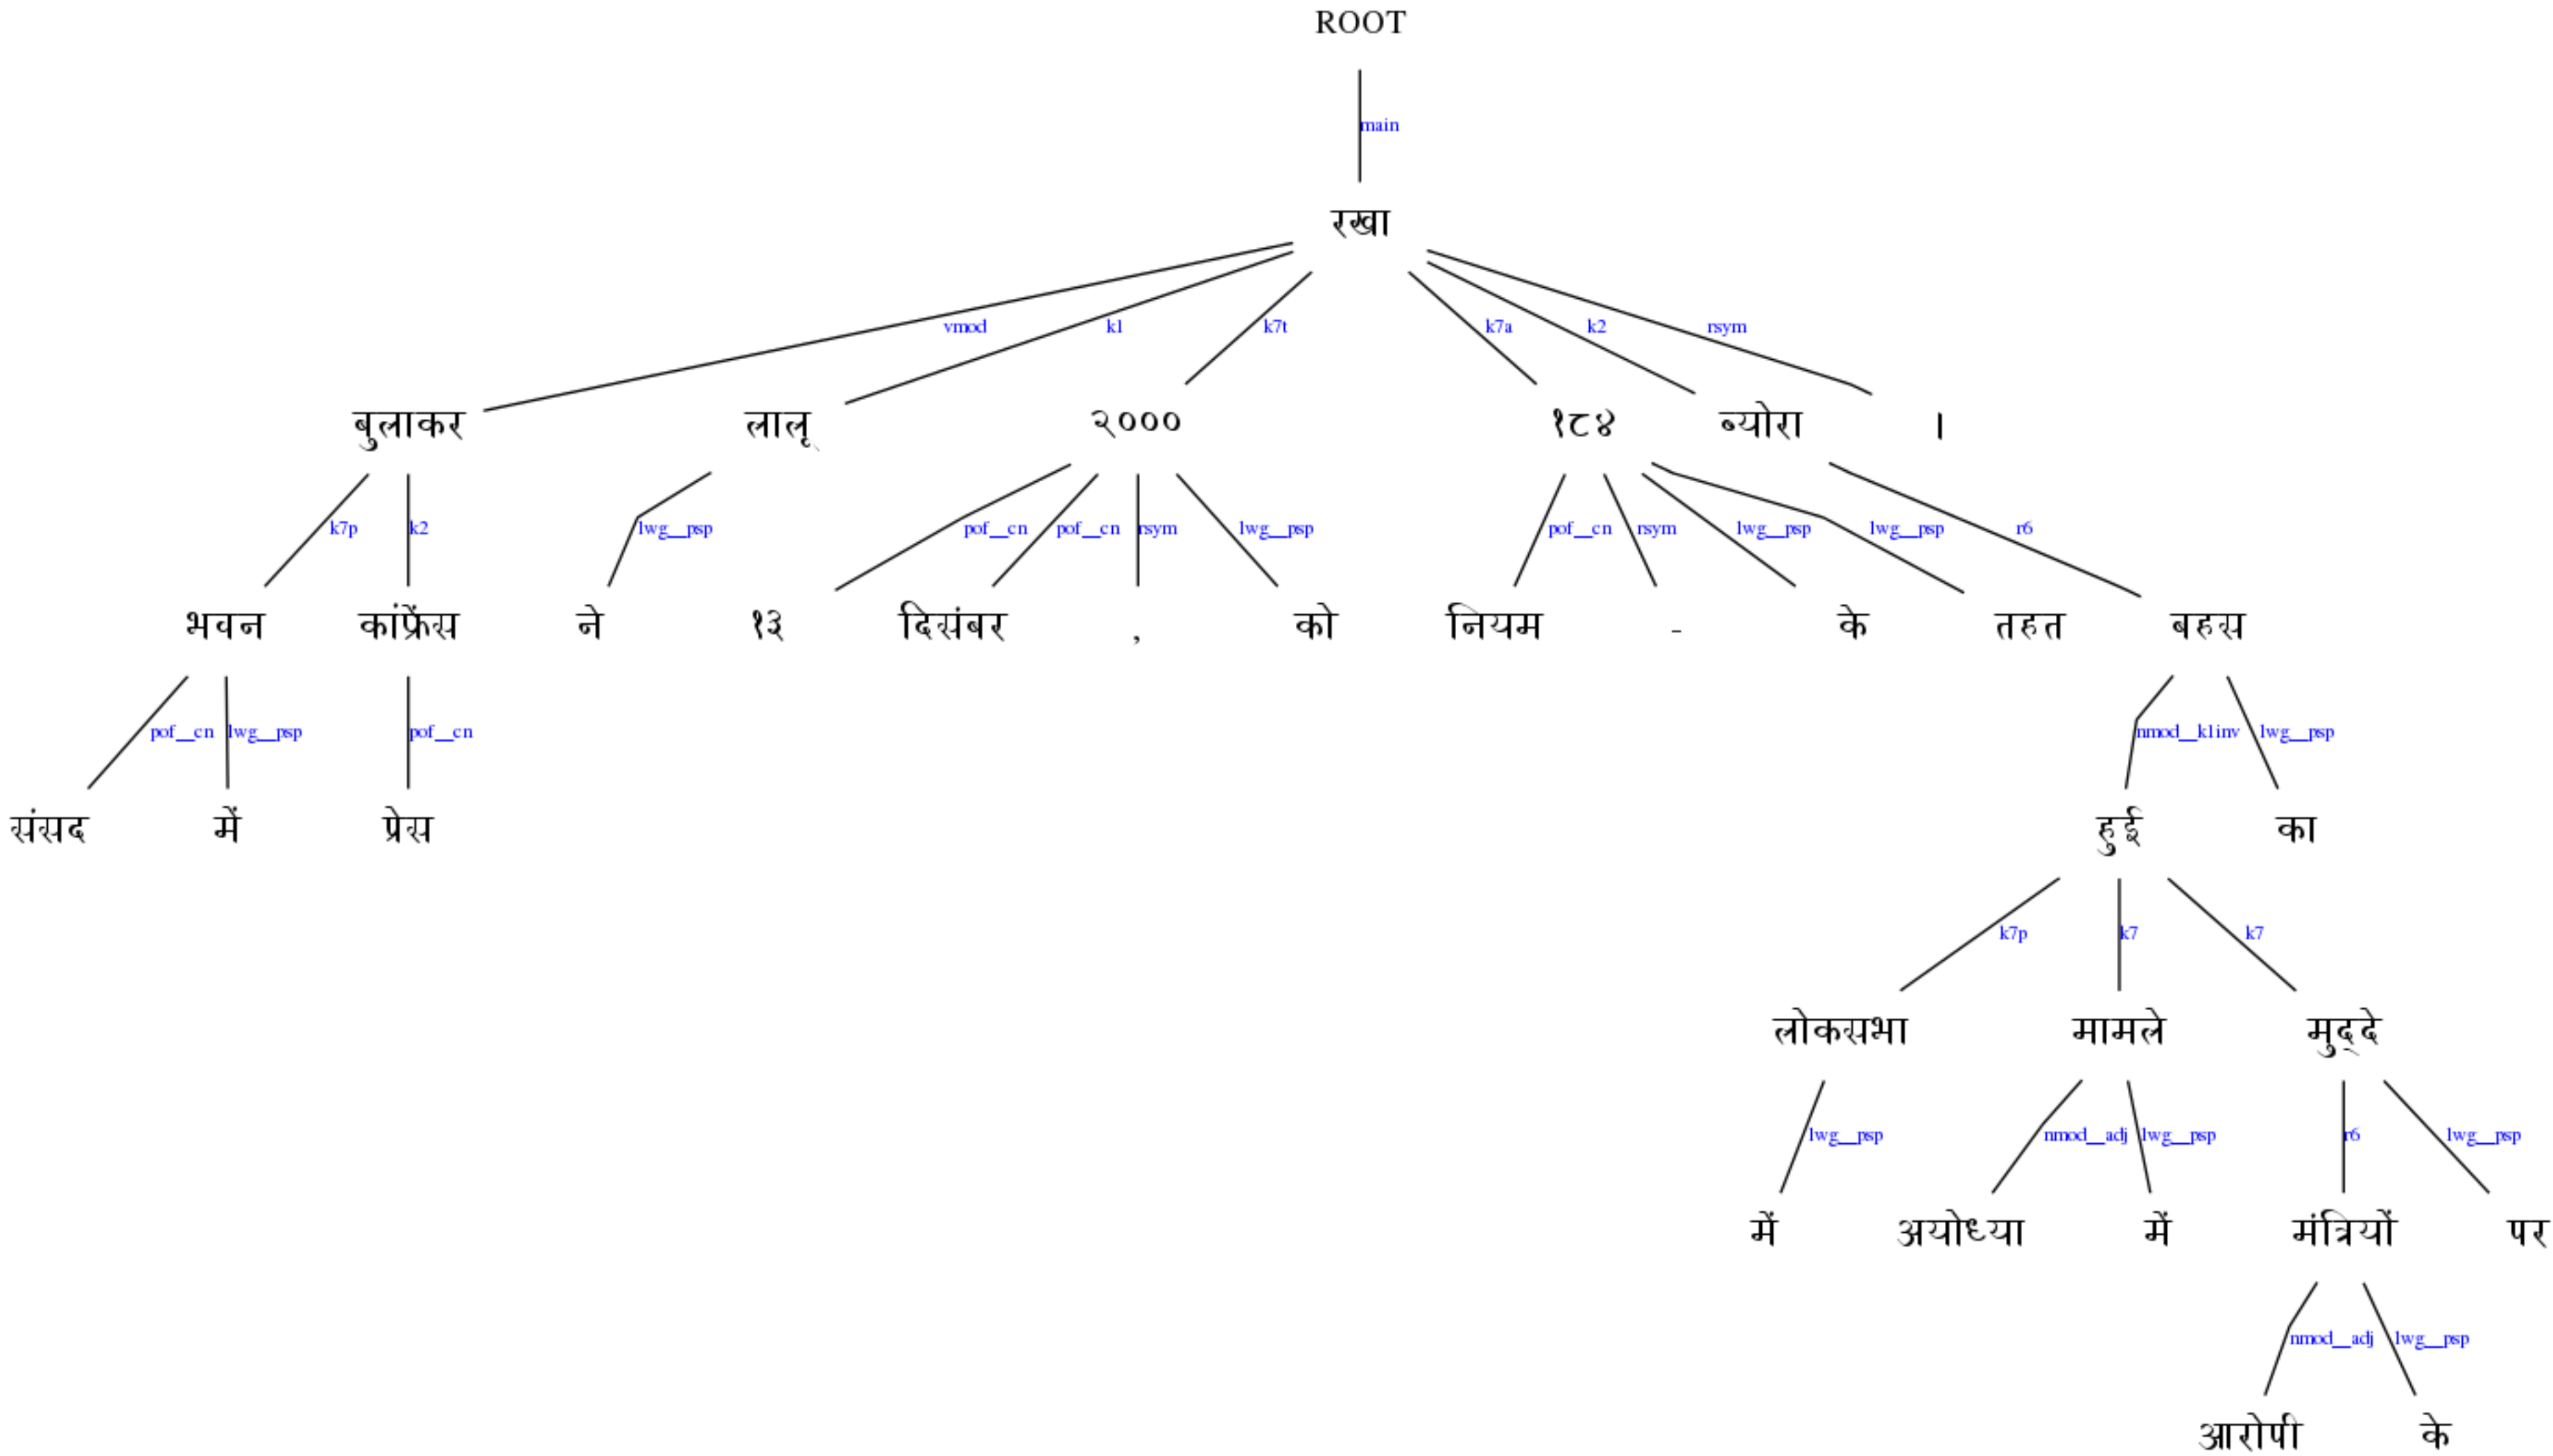 ROOT
main
रखा
vmod k1 k7t k7a k2 rsym
बुलाकर लालू २००० १८४ ब्योरा ।
k7p k2 lwg__psp pof__cn pof__cn rsym lwg__psp pof__cn rsym lwg__psp lwg__psp r6
भवन कांफ्रेंस ने १३ दिसंबर , को नियम - के तहत बहस
pof__cn lwg__psp pof__cn nmod__k1inv lwg__psp
संसद में प्रेस हुई का
k7p k7 k7
लोकसभा मामले मुद्दे
lwg__psp nmod__adj lwg__psp r6 lwg__psp
में अयोध्या में मंत्रियों पर
nmod__adj lwg__psp
आरोपी के